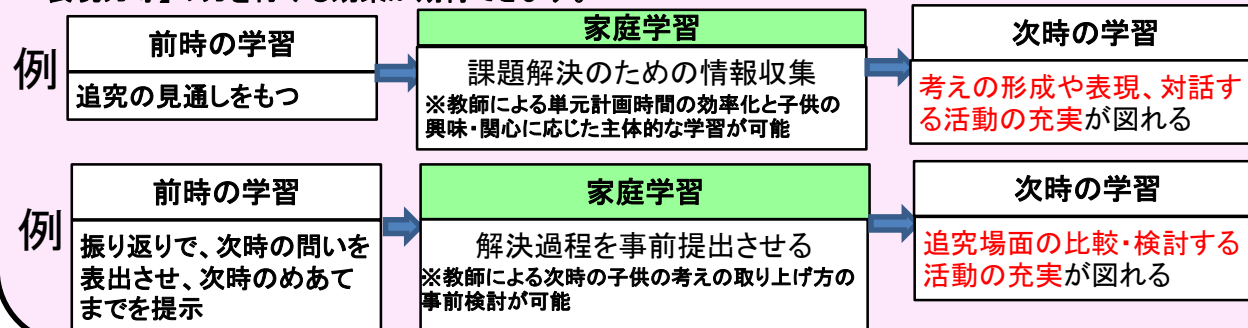 例
前時の学習
追究の見通しをもつ
家庭学習
課題解決のための情報収集
※教師による単元計画時間の効率化と子供の
興味・関心に応じた主体的な学習が可能
次時の学習
考えの形成や表現、対話す
る活動の充実が図れる
例
前時の学習
振り返りで、次時の問いを
表出させ、次時のめあて
までを提示
家庭学習
解決過程を事前提出させる
※教師による次時の子供の考えの取り上げ方の
事前検討が可能
次時の学習
追究場面の比較・検討する
活動の充実が図れる